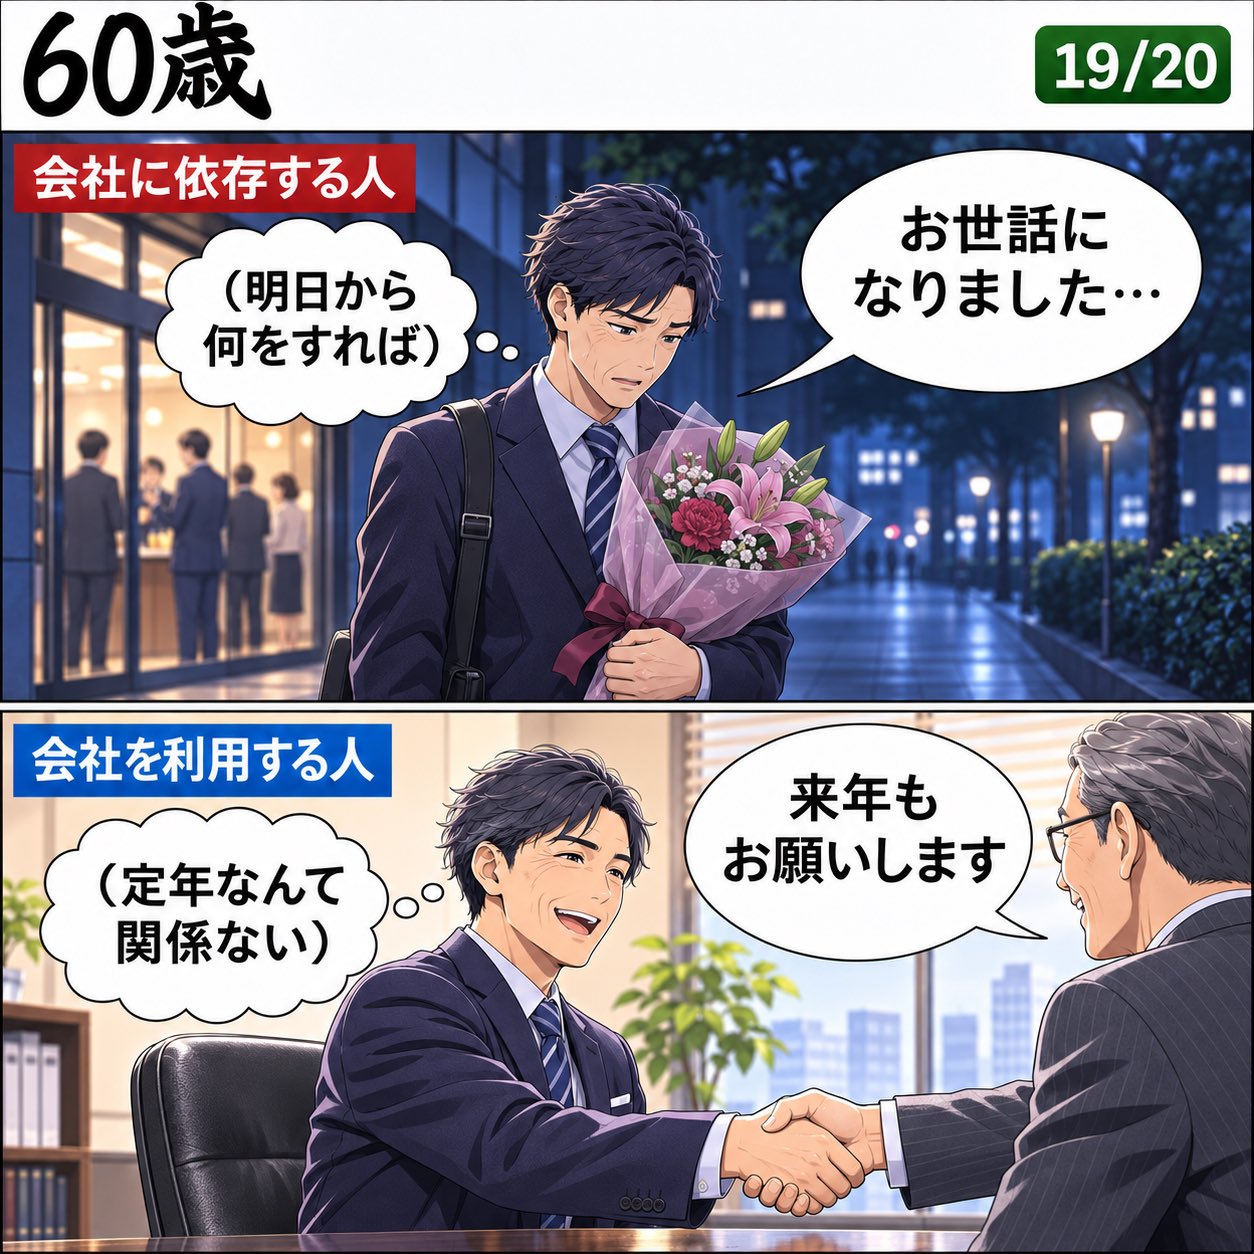 60歳
19/20
会社に依存する人
（明日から
何をすれば）
お世話に
なりました…
会社を利用する人
（定年なんて
関係ない）
来年も
お願いします